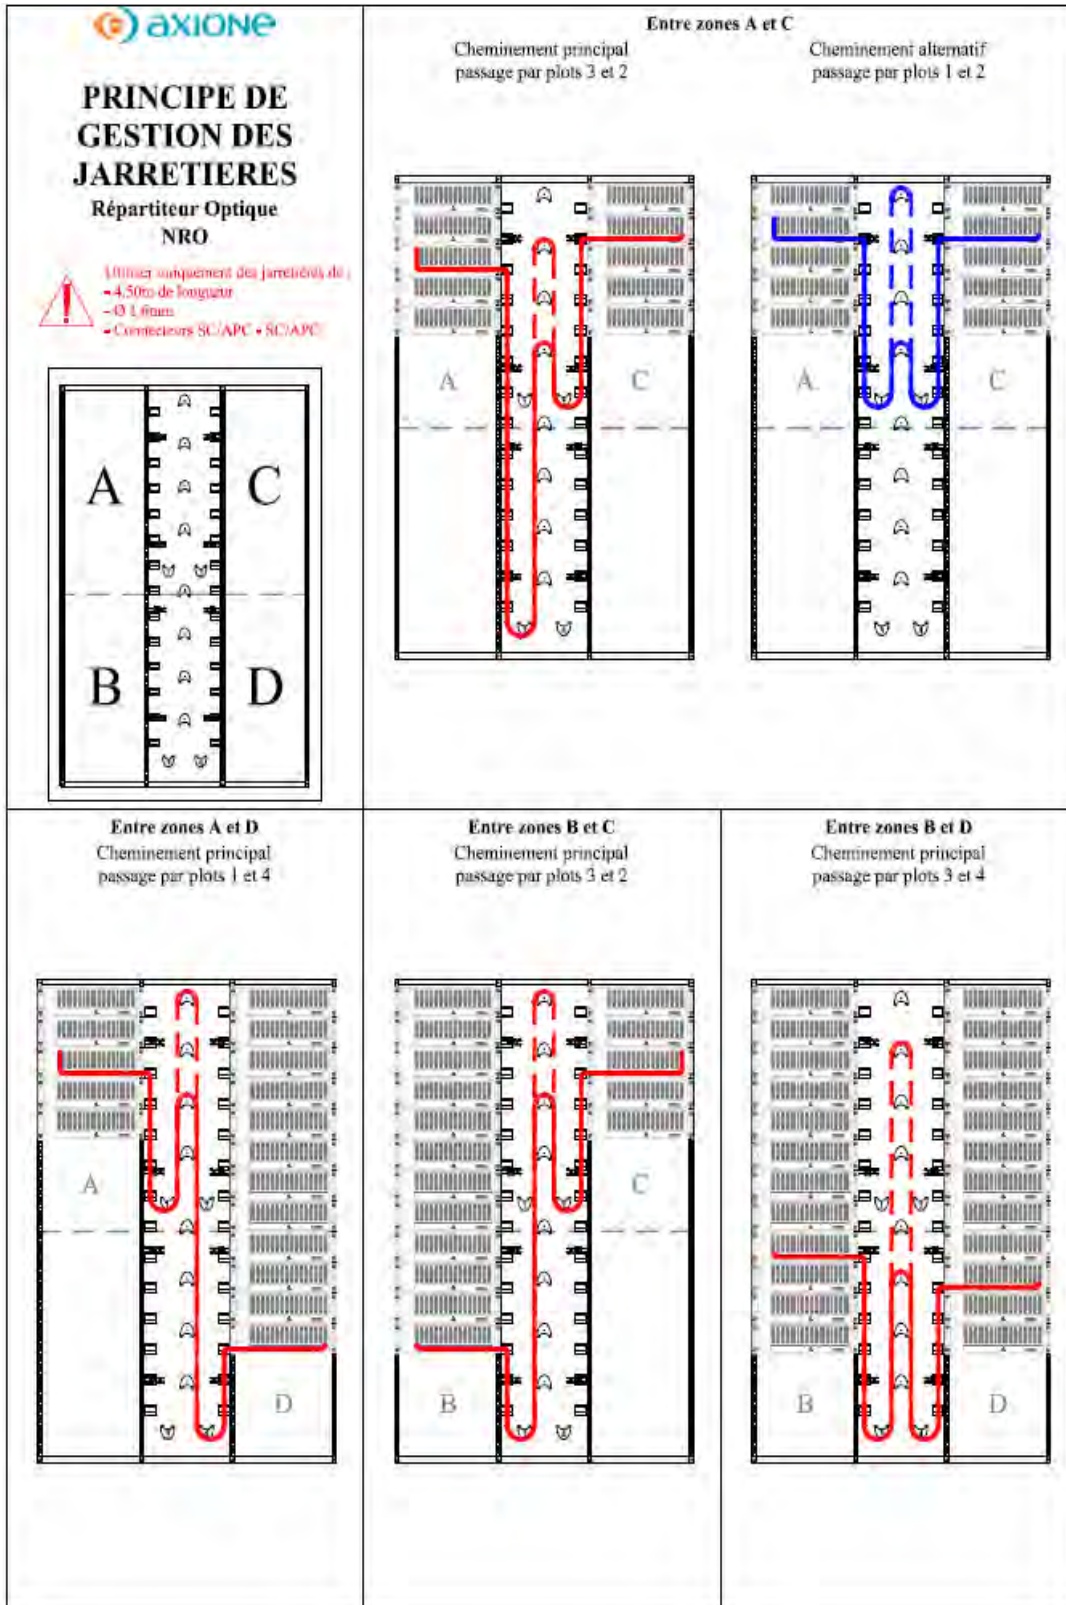 axione
PRINCIPE DE
GESTION DES
JARRETIERES
Répartiteur Optique
NRO
Utiliser uniquement des jarretières de :
- 4,50m de longueur
- Ø 1,6mm
- Connecteurs SC/APC - SC/APC
A
C
B
D
Entre zones A et C
Cheminement principal
passage par plots 3 et 2
Cheminement alternatif
passage par plots 1 et 2
A
C
A
C
Entre zones A et D
Cheminement principal
passage par plots 1 et 4
A
D
Entre zones B et C
Cheminement principal
passage par plots 3 et 2
C
B
Entre zones B et D
Cheminement principal
passage par plots 3 et 4
B
D